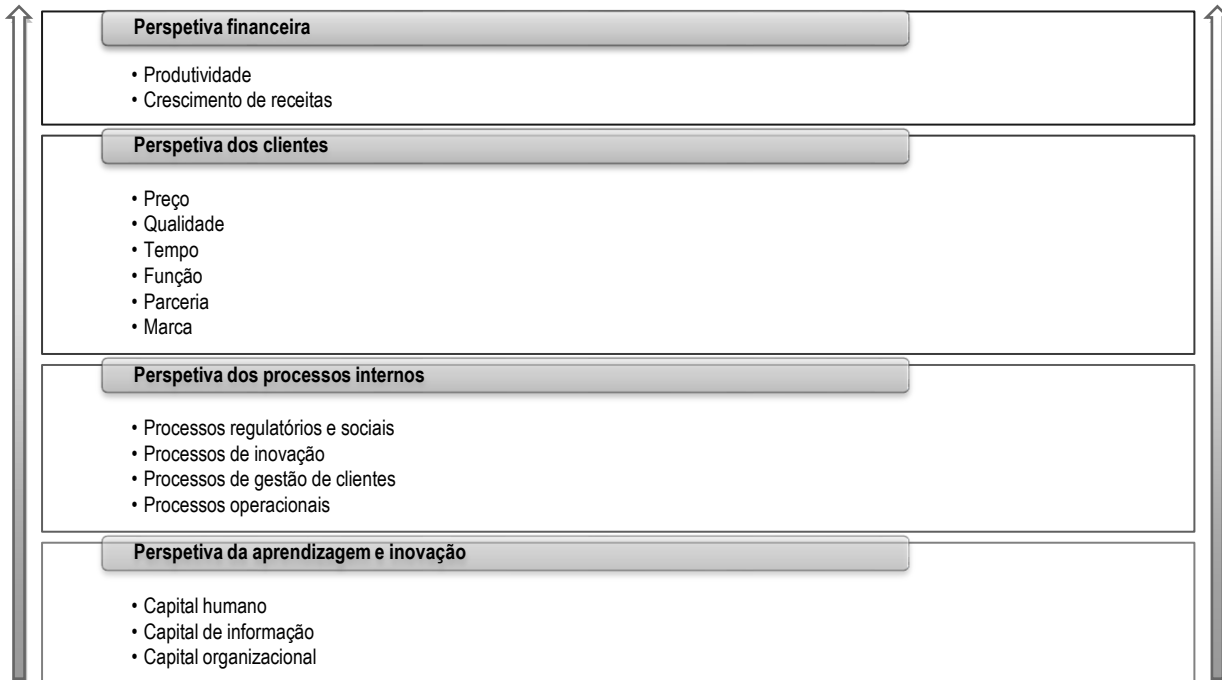 Perspetiva financeira
• Produtividade
• Crescimento de receitas
Perspetiva dos clientes
• Preço
• Qualidade
• Tempo
• Função
• Parceria
• Marca
Perspetiva dos processos internos
• Processos regulatórios e sociais
• Processos de inovação
• Processos de gestão de clientes
• Processos operacionais
Perspetiva da aprendizagem e inovação
• Capital humano
• Capital de informação
• Capital organizacional